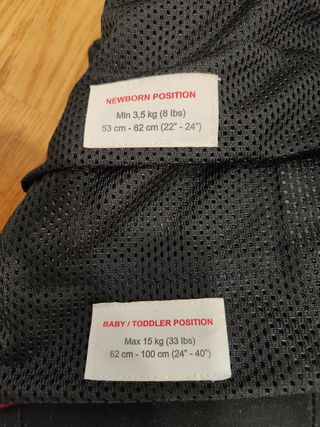 NEWBORN POSITION
Min 3,5 kg (8 lbs)
53 cm - 62 cm (22" - 24")
BABY / TODDLER POSITION
Max 15 kg (33 lbs)
62 cm - 100 cm (24" - 40")